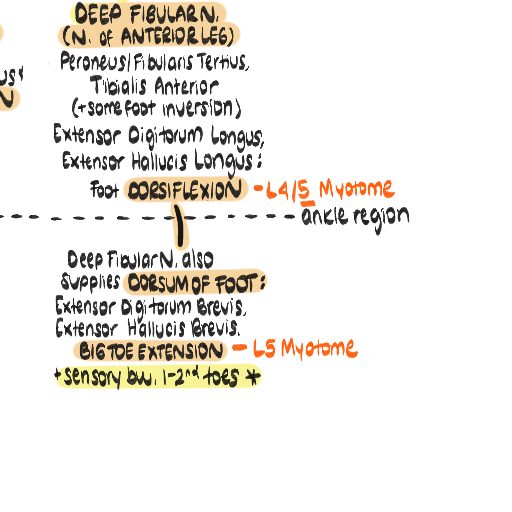 DEEP FIBULAR N.
(N. OF ANTERIOR LEG)
Peroneus/Fibularis Tertius,
Tibialis Anterior
(+some foot inversion)
Extensor Digitorum Longus,
Extensor Hallucis Longus:
Foot DORSIFLEXION - L4/5 Myotome
ankle region
Deep Fibular N. also
Supplies DORSUM OF FOOT:
Extensor Digitorum Brevis,
Extensor Hallucis Brevis.
BIG TOE EXTENSION - L5 Myotome
+ sensory bw. 1-2nd toes *